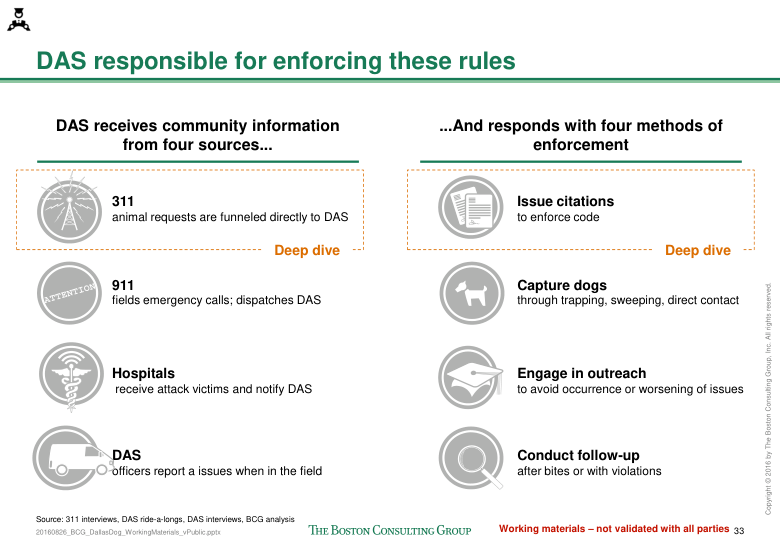 DAS responsible for enforcing these rules
DAS receives community information
from four sources...
311
animal requests are funneled directly to DAS
Deep dive
ATTENTION
911
fields emergency calls; dispatches DAS
Hospitals
receive attack victims and notify DAS
DAS
officers report a issues when in the field
...And responds with four methods of
enforcement
Issue citations
to enforce code
Deep dive
Capture dogs
through trapping, sweeping, direct contact
Engage in outreach
to avoid occurrence or worsening of issues
Conduct follow-up
after bites or with violations
Copyright © 2016 by The Boston Consulting Group, Inc. All rights reserved.
Source: 311 interviews, DAS ride-a-longs, DAS interviews, BCG analysis
20160826_BCG_DallasDog_WorkingMaterials_vPublic.pptx
THE BOSTON CONSULTING GROUP
Working materials – not validated with all parties
33